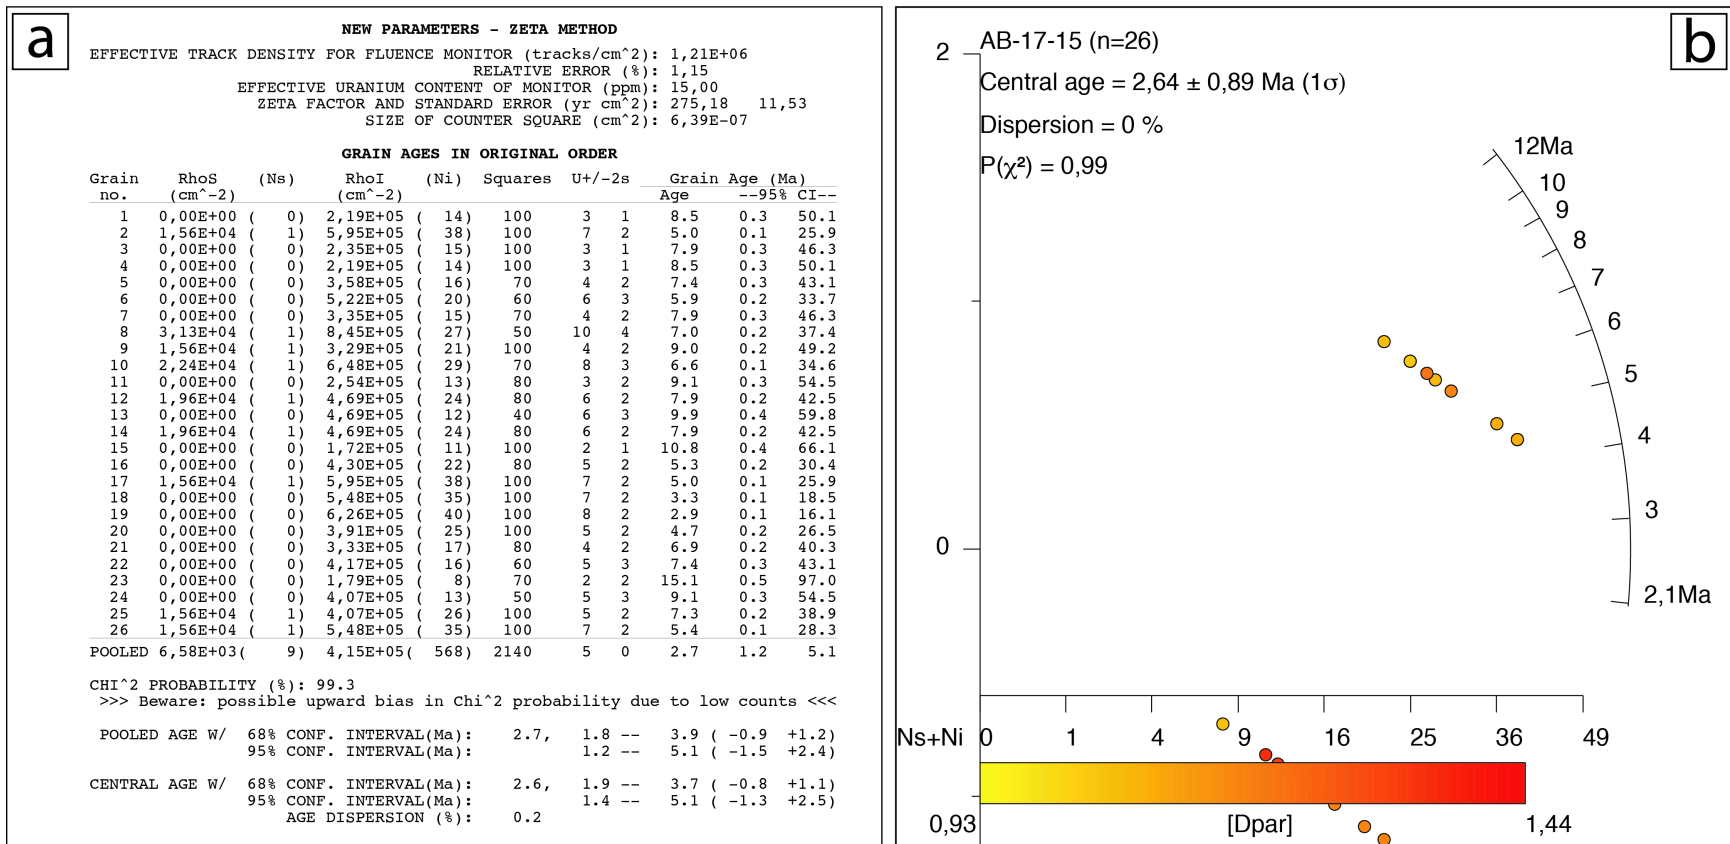 a
NEW PARAMETERS - ZETA METHOD
EFFECTIVE TRACK DENSITY FOR FLUENCE MONITOR (tracks/cm^2): 1,21E+06
RELATIVE ERROR (%): 1,15
EFFECTIVE URANIUM CONTENT OF MONITOR (ppm): 15,00
ZETA FACTOR AND STANDARD ERROR (yr cm^2): 275,18 11,53
SIZE OF COUNTER SQUARE (cm^2): 6,39E-07
GRAIN AGES IN ORIGINAL ORDER
Grain RhoS (Ns) RhoI (Ni) Squares U+/-2s Grain Age (Ma)
no. (cm^-2) (cm^-2) Age --95% CI--
1 0,00E+00 ( 0) 2,19E+05 ( 14) 100 3 1 8.5 0.3 50.1
2 1,56E+04 ( 1) 5,95E+05 ( 38) 100 7 2 5.0 0.1 25.9
3 0,00E+00 ( 0) 2,35E+05 ( 15) 100 3 1 7.9 0.3 46.3
4 0,00E+00 ( 0) 2,19E+05 ( 14) 100 3 1 8.5 0.3 50.1
5 0,00E+00 ( 0) 3,58E+05 ( 16) 70 4 2 7.4 0.3 43.1
6 0,00E+00 ( 0) 5,22E+05 ( 20) 60 6 3 5.9 0.2 33.7
7 0,00E+00 ( 0) 3,35E+05 ( 15) 70 4 2 7.9 0.3 46.3
8 3,13E+04 ( 1) 8,45E+05 ( 27) 50 10 4 7.0 0.2 37.4
9 1,56E+04 ( 1) 3,29E+05 ( 21) 100 4 2 9.0 0.2 49.2
10 2,24E+04 ( 1) 6,48E+05 ( 29) 70 8 3 6.6 0.1 34.6
11 0,00E+00 ( 0) 2,54E+05 ( 13) 80 3 2 9.1 0.3 54.5
12 1,96E+04 ( 1) 4,69E+05 ( 24) 80 6 2 7.9 0.2 42.5
13 0,00E+00 ( 0) 4,69E+05 ( 12) 40 6 3 9.9 0.4 59.8
14 1,96E+04 ( 1) 4,69E+05 ( 24) 80 6 2 7.9 0.2 42.5
15 0,00E+00 ( 0) 1,72E+05 ( 11) 100 2 1 10.8 0.4 66.1
16 0,00E+00 ( 0) 4,30E+05 ( 22) 80 5 2 5.3 0.2 30.4
17 1,56E+04 ( 1) 5,95E+05 ( 38) 100 7 2 5.0 0.1 25.9
18 0,00E+00 ( 0) 5,48E+05 ( 35) 100 7 2 3.3 0.1 18.5
19 0,00E+00 ( 0) 6,26E+05 ( 40) 100 8 2 2.9 0.1 16.1
20 0,00E+00 ( 0) 3,91E+05 ( 25) 100 5 2 4.7 0.2 26.5
21 0,00E+00 ( 0) 3,33E+05 ( 17) 80 4 2 6.9 0.2 40.3
22 0,00E+00 ( 0) 4,17E+05 ( 16) 60 5 3 7.4 0.3 43.1
23 0,00E+00 ( 0) 1,79E+05 ( 8) 70 2 2 15.1 0.5 97.0
24 0,00E+00 ( 0) 4,07E+05 ( 13) 50 5 3 9.1 0.3 54.5
25 1,56E+04 ( 1) 4,07E+05 ( 26) 100 5 2 7.3 0.2 38.9
26 1,56E+04 ( 1) 5,48E+05 ( 35) 100 7 2 5.4 0.1 28.3
POOLED 6,58E+03( 9) 4,15E+05( 568) 2140 5 0 2.7 1.2 5.1
CHI^2 PROBABILITY (%): 99.3
>>> Beware: possible upward bias in Chi^2 probability due to low counts <<<
POOLED AGE W/ 68% CONF. INTERVAL(Ma): 2.7, 1.8 -- 3.9 ( -0.9 +1.2)
95% CONF. INTERVAL(Ma): 1.2 -- 5.1 ( -1.5 +2.4)
CENTRAL AGE W/ 68% CONF. INTERVAL(Ma): 2.6, 1.9 -- 3.7 ( -0.8 +1.1)
95% CONF. INTERVAL(Ma): 1.4 -- 5.1 ( -1.3 +2.5)
AGE DISPERSION (%): 0.2
b
AB-17-15 (n=26)
Central age = 2,64 ± 0,89 Ma (1σ)
Dispersion = 0 %
P(χ²) = 0,99
2
0
12Ma
10
9
8
7
6
5
4
3
2,1Ma
Ns+Ni 0 1 4 9 16 25 36 49
0,93 [Dpar] 1,44